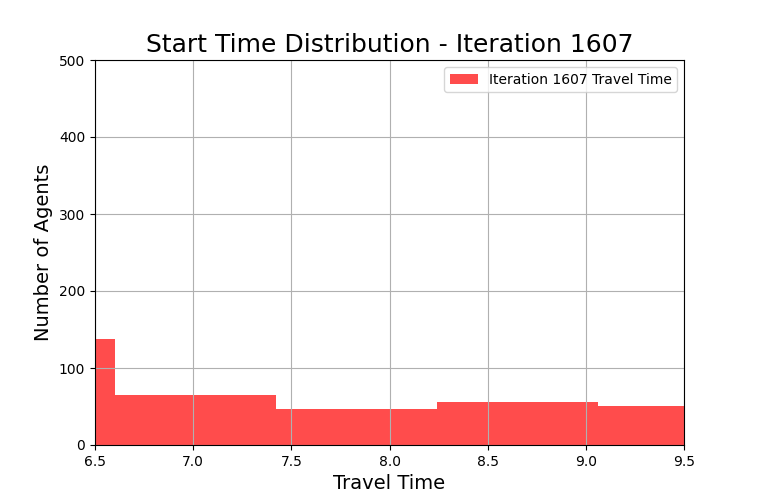 Start Time Distribution - Iteration 1607
Iteration 1607 Travel Time
Number of Agents
500
400
300
200
100
0
6.5 7.0 7.5 8.0 8.5 9.0 9.5
Travel Time